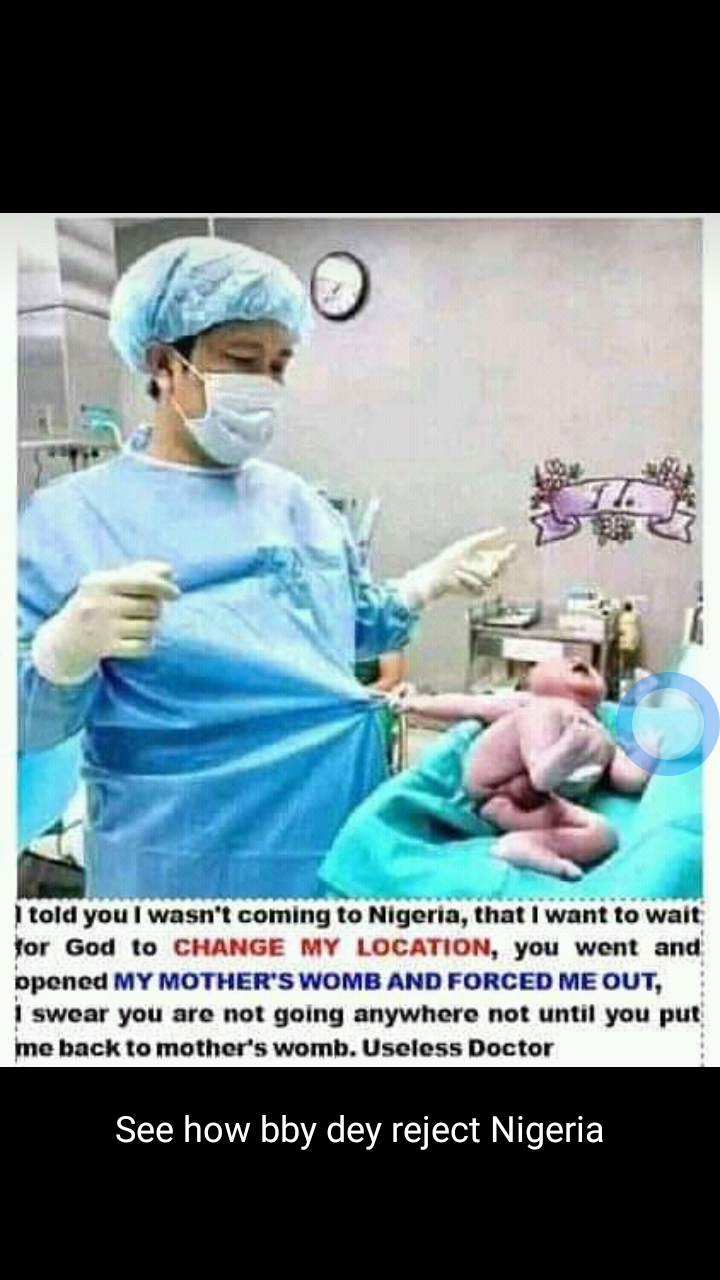 I told you I wasn't coming to Nigeria, that I want to wait
for God to CHANGE MY LOCATION, you went and
opened MY MOTHER'S WOMB AND FORCED ME OUT,
I swear you are not going anywhere not until you put
me back to mother's womb. Useless Doctor
See how bby dey reject Nigeria